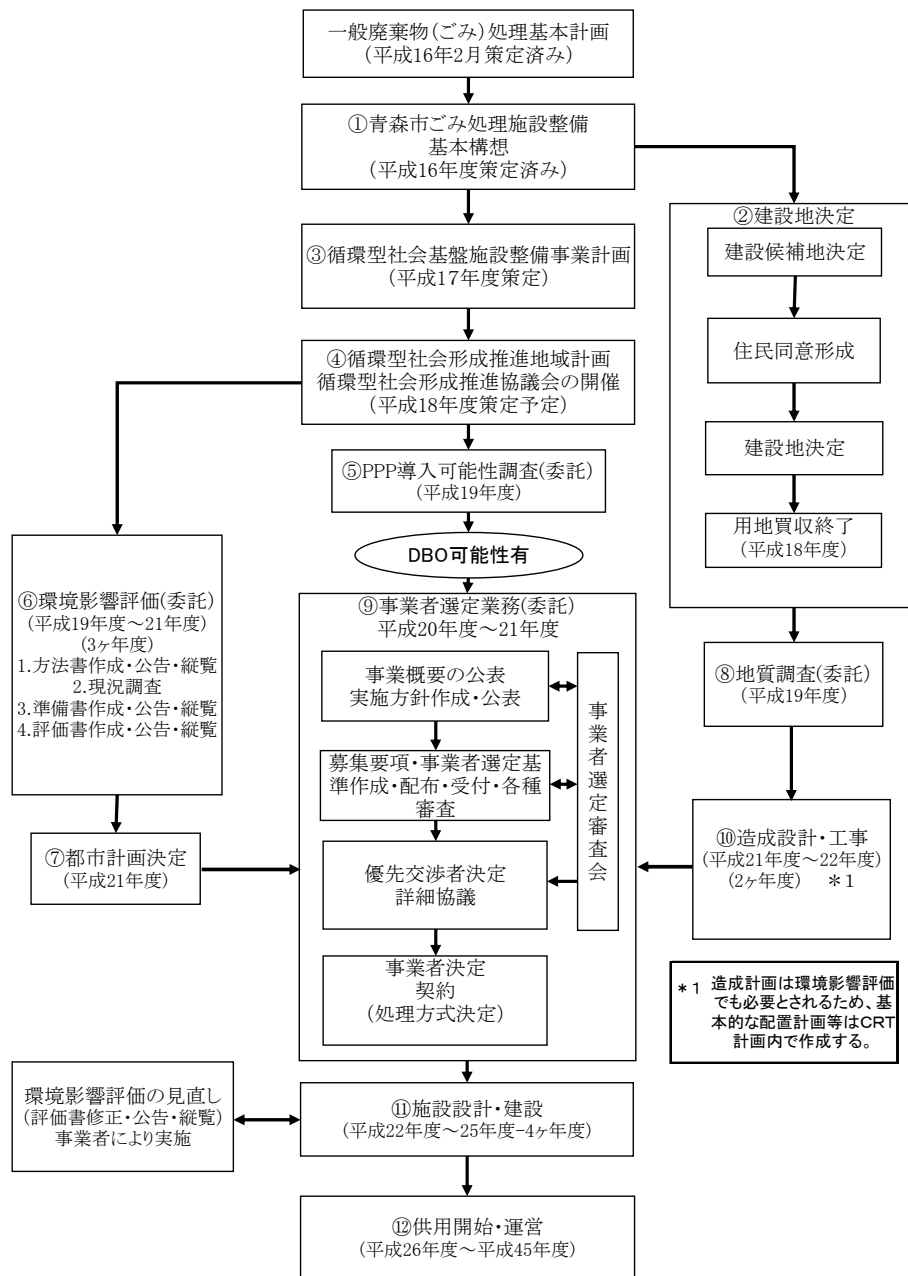 一般廃棄物(ごみ)処理基本計画
(平成16年2月策定済み)
①青森市ごみ処理施設整備
基本構想
(平成16年度策定済み)
②建設地決定
建設候補地決定
住民同意形成
建設地決定
用地買収終了
(平成18年度)
③循環型社会基盤施設整備事業計画
(平成17年度策定)
④循環型社会形成推進地域計画
循環型社会形成推進協議会の開催
(平成18年度策定予定)
⑤PPP導入可能性調査(委託)
(平成19年度)
DBO可能性有
⑥環境影響評価(委託)
(平成19年度～21年度)
(3ヶ年度)
1.方法書作成・公告・縦覧
2.現況調査
3.準備書作成・公告・縦覧
4.評価書作成・公告・縦覧
⑦都市計画決定
(平成21年度)
⑧地質調査(委託)
(平成19年度)
⑨事業者選定業務(委託)
平成20年度～21年度
事業概要の公表
実施方針作成・公表
募集要項・事業者選定基
準作成・配布・受付・各種
審査
優先交渉者決定
詳細協議
事業者決定
契約
(処理方式決定)
事業者選定審査会
⑩造成設計・工事
(平成21年度～22年度)
(2ヶ年度) *1
*1 造成計画は環境影響評価
でも必要とされるため、基
本的な配置計画等はCRT
計画内で作成する。
環境影響評価の見直し
(評価書修正・公告・縦覧)
事業者により実施
⑪施設設計・建設
(平成22年度～25年度-4ヶ年度)
⑫供用開始・運営
(平成26年度～平成45年度)